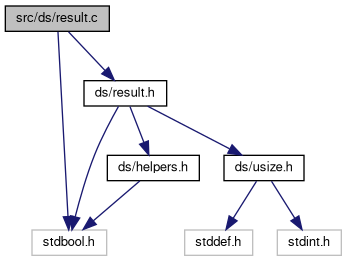 src/ds/result.c
ds/result.h
ds/helpers.h
ds/usize.h
stdbool.h
stddef.h
stdint.h